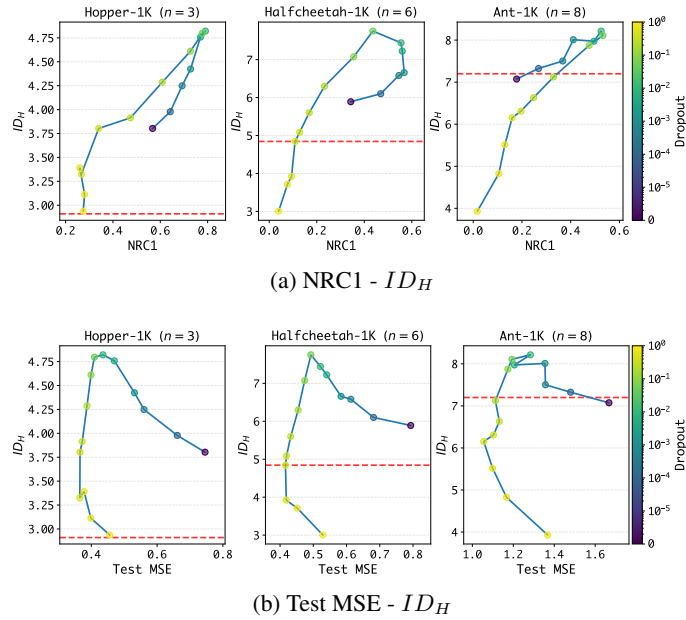 Hopper-1K (n = 3)
Halfcheetah-1K (n = 6)
Ant-1K (n = 8)
4.75
4.50
4.25
4.00
3.75
3.50
3.25
3.00
ID_H
0.2 0.4 0.6 0.8
NRC1
8
7
6
5
4
3
ID_H
0.0 0.2 0.4 0.6
NRC1
8
7
6
5
4
ID_H
0.0 0.2 0.4 0.6
NRC1
10^0
10^-1
10^-2
10^-3
10^-4
10^-5
0
Dropout
(a) NRC1 - ID_H
Hopper-1K (n = 3)
Halfcheetah-1K (n = 6)
Ant-1K (n = 8)
4.75
4.50
4.25
4.00
3.75
3.50
3.25
3.00
ID_H
0.4 0.6 0.8
Test MSE
8
7
6
5
4
3
ID_H
0.4 0.5 0.6 0.7 0.8
Test MSE
8
7
6
5
4
ID_H
1.0 1.2 1.4 1.6
Test MSE
10^0
10^-1
10^-2
10^-3
10^-4
10^-5
0
Dropout
(b) Test MSE - ID_H